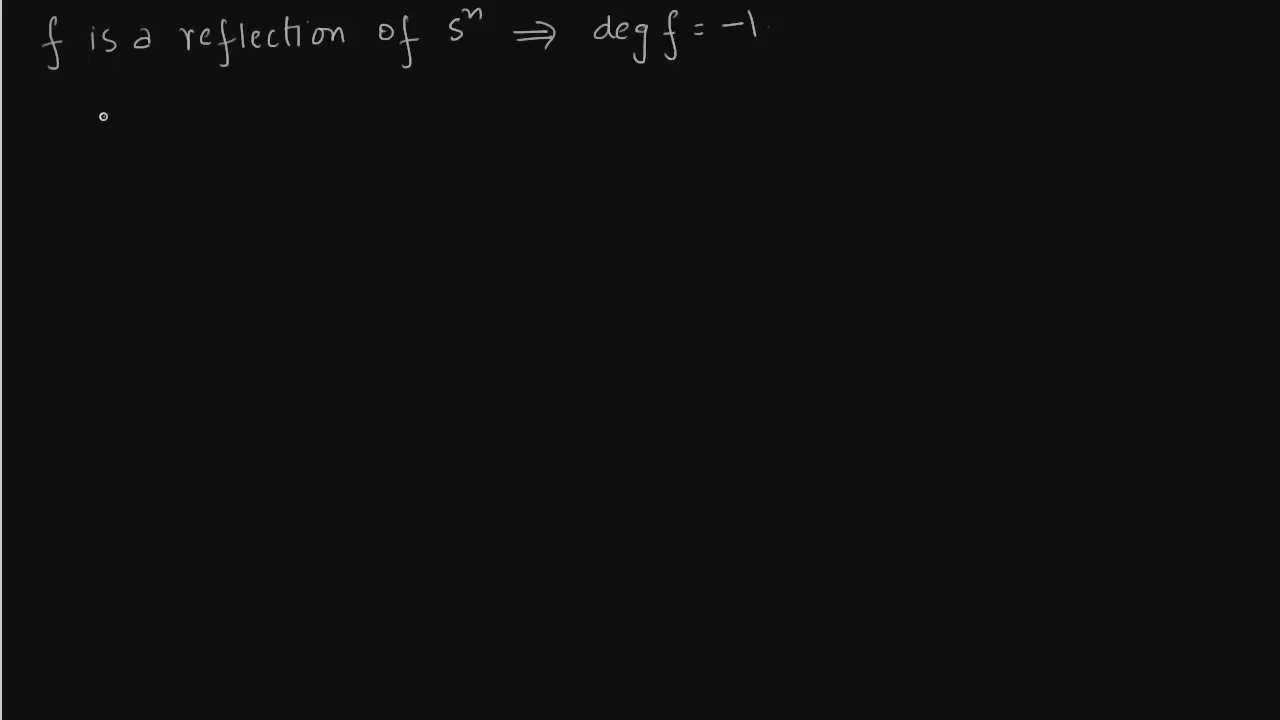 f is a reflection of Sⁿ ⟹ deg f = -1.